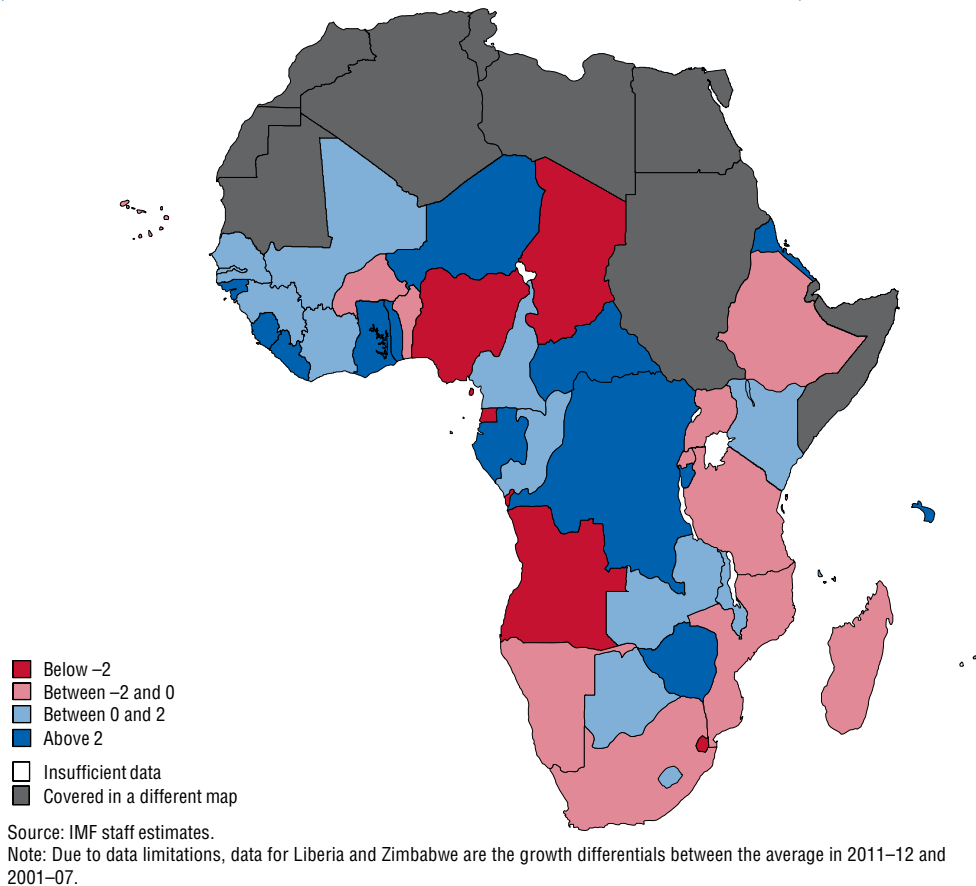 Below –2
Between –2 and 0
Between 0 and 2
Above 2
Insufficient data
Covered in a different map
Source: IMF staff estimates.
Note: Due to data limitations, data for Liberia and Zimbabwe are the growth differentials between the average in 2011–12 and
2001–07.